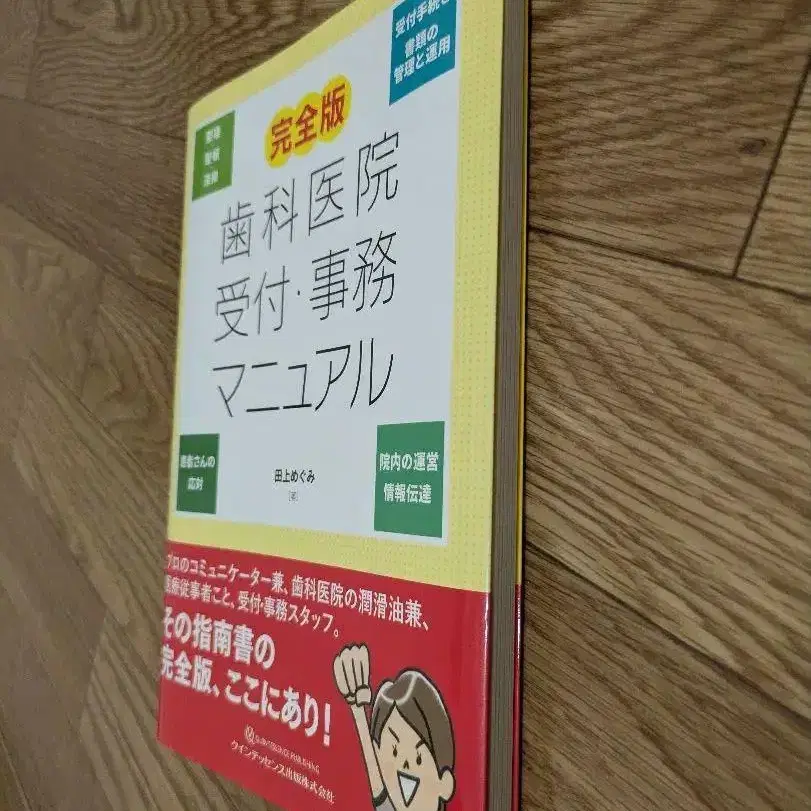 受付手続き
書類の
管理と運用
完全版
歯科医院
受付・事務
マニュアル
患者さんの
応対
田上めぐみ
[著]
院内の運営
情報伝達
プロのコミュニケーター兼、歯科医院の潤滑油兼、
医療従事者こと、受付・事務スタッフ。
その指南書の
完全版、ここにあり!
QUINTESSENCE PUBLISHING
クインテッセンス出版株式会社